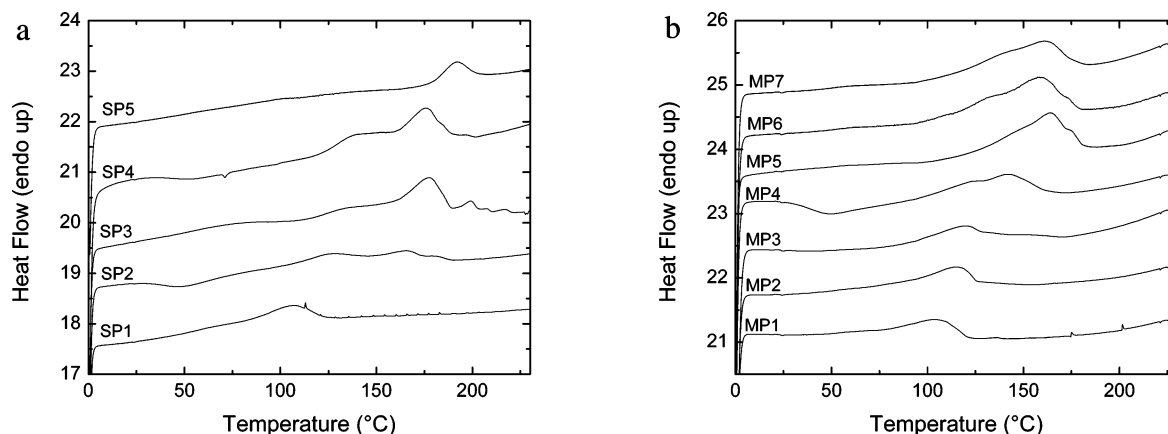 a
24
23
22
21
20
19
18
17
Heat Flow (endo up)
SP5
SP4
SP3
SP2
SP1
0
50
100
150
200
Temperature (°C)
b
26
25
24
23
22
21
Heat Flow (endo up)
MP7
MP6
MP5
MP4
MP3
MP2
MP1
0
50
100
150
200
Temperature (°C)